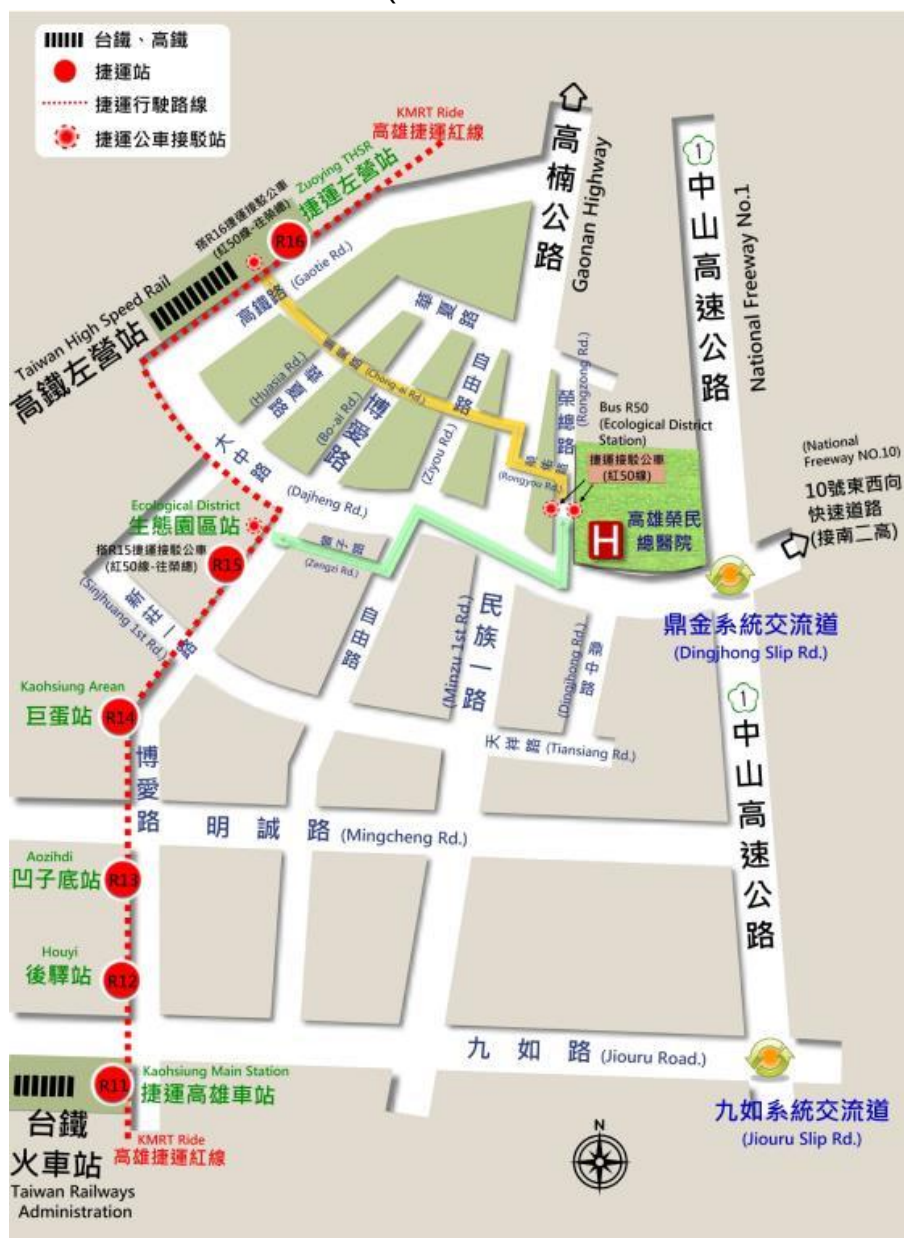 台鐵、高鐵
捷運站
捷運行駛路線
捷運公車接駁站
KMRT Ride
高雄捷運紅線
Zuoying THSR
捷運左營站
搭R16捷運接駁公車
(紅50線-往榮總)
R16
Taiwan High Speed Rail
高鐵左營站
高鐵路 (Gaotie Rd.)
高楠公路
Gaonan Highway
1
中山高速公路
National Freeway No.1
華夏路
(Huasia Rd.)
華夏路
(Chong-ai Rd.)
(Bo-ai Rd.)
博愛路
自由路
(Ziyou Rd.)
榮總路
(Rongzong Rd.)
(Rongyou Rd.)
Bus R50
(Ecological District
Station)
捷運接駁公車
(紅50線)
高雄榮民
總醫院
H
(National
Freeway NO.10)
10號東西向
快速道路
(接南二高)
大中路
(Dajheng Rd.)
Ecological District
生態園區站
搭R15捷運接駁公車
(紅50線-往榮總)
R15
(Zangzi Rd.)
新莊一路
(Sinjhuang 1st Rd.)
自由路
民族一路
(Minzu 1st Rd.)
鼎中路
(Dingjhong Rd.)
鼎金系統交流道
(Dingjhong Slip Rd.)
Kaohsiung Arean
巨蛋站
R14
天祥路 (Tiansiang Rd.)
1
中山高速公路
博愛路
明誠路 (Mingcheng Rd.)
Aozihdi
凹子底站
R13
Houyi
後驛站
R12
九如路 (Jiouru Road.)
九如系統交流道
(Jiouru Slip Rd.)
R11
Kaohsiung Main Station
捷運高雄車站
台鐵
火車站
Taiwan Railways
Administration
KMRT Ride
高雄捷運紅線
N